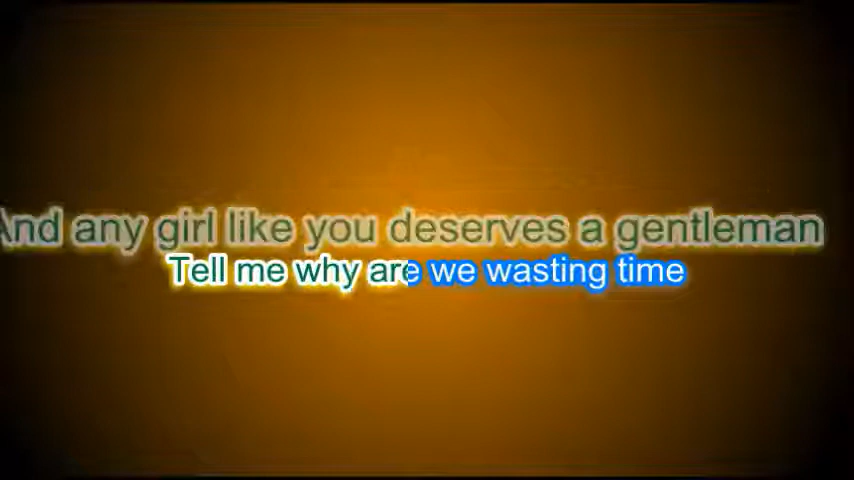 And any girl like you deserves a gentleman
Tell me why are we wasting time